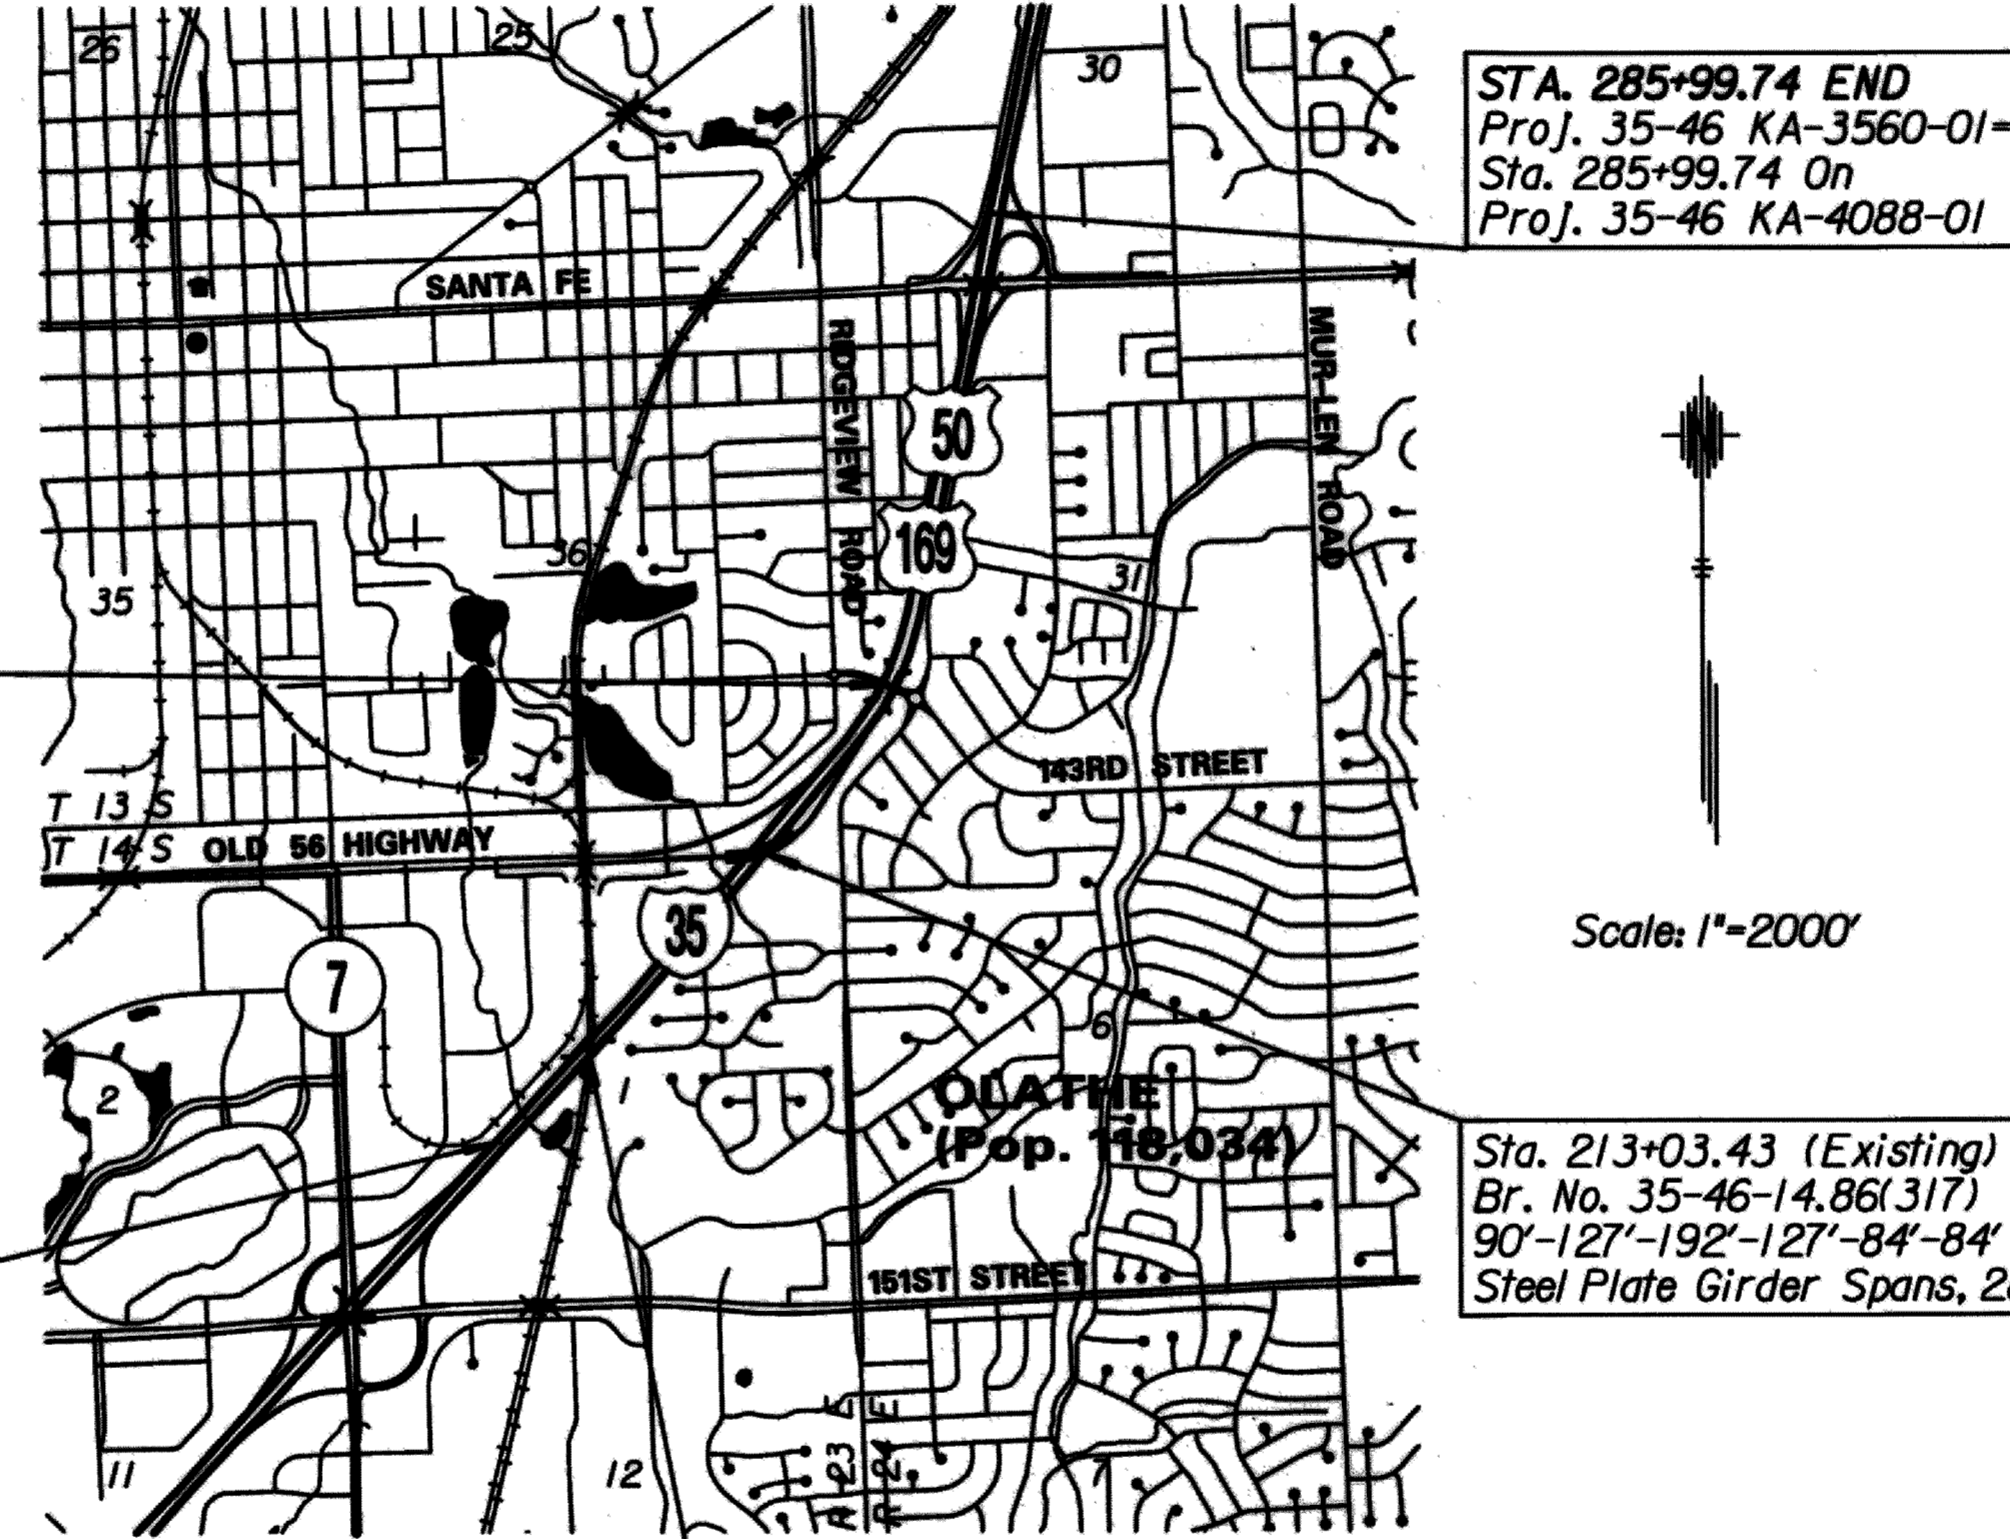 26
25
30
STA. 285+99.74 END
Proj. 35-46 KA-3560-01=
Sta. 285+99.74 On
Proj. 35-46 KA-4088-01
SANTA FE
RIDGEVIEW ROAD
MUR-LEN ROAD
50
169
N
36
31
35
143RD STREET
T 13 S
T 14 S
OLD 56 HIGHWAY
35
Scale: 1"=2000'
7
6
2
1
OLATHE
(Pop. 118,034)
Sta. 213+03.43 (Existing)
Br. No. 35-46-14.86(317)
90'-127'-192'-127'-84'-84'
Steel Plate Girder Spans,
151ST STREET
R 23 E
R 24 E
11
12
7